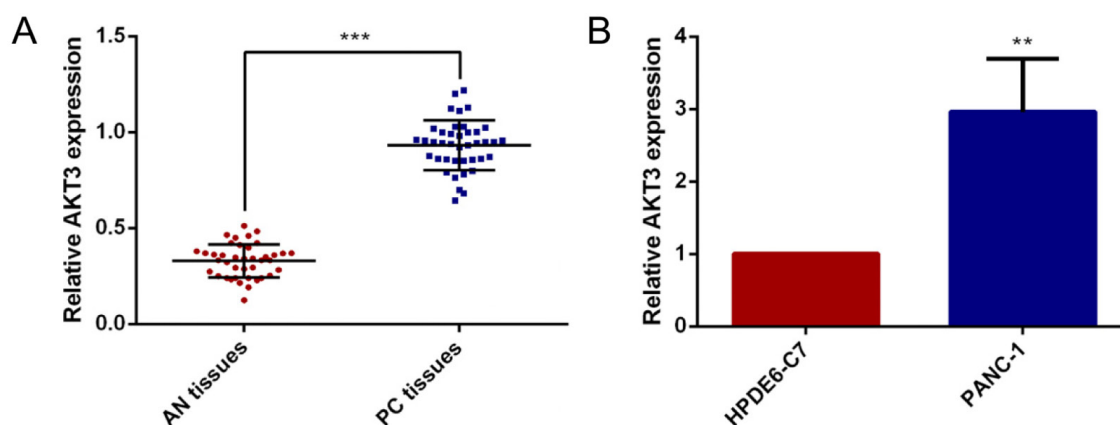 A
Relative AKT3 expression
1.5
1.0
0.5
0.0
***
AN tissues
PC tissues
B
Relative AKT3 expression
4
3
2
1
0
**
HPDE6-C7
PANC-1